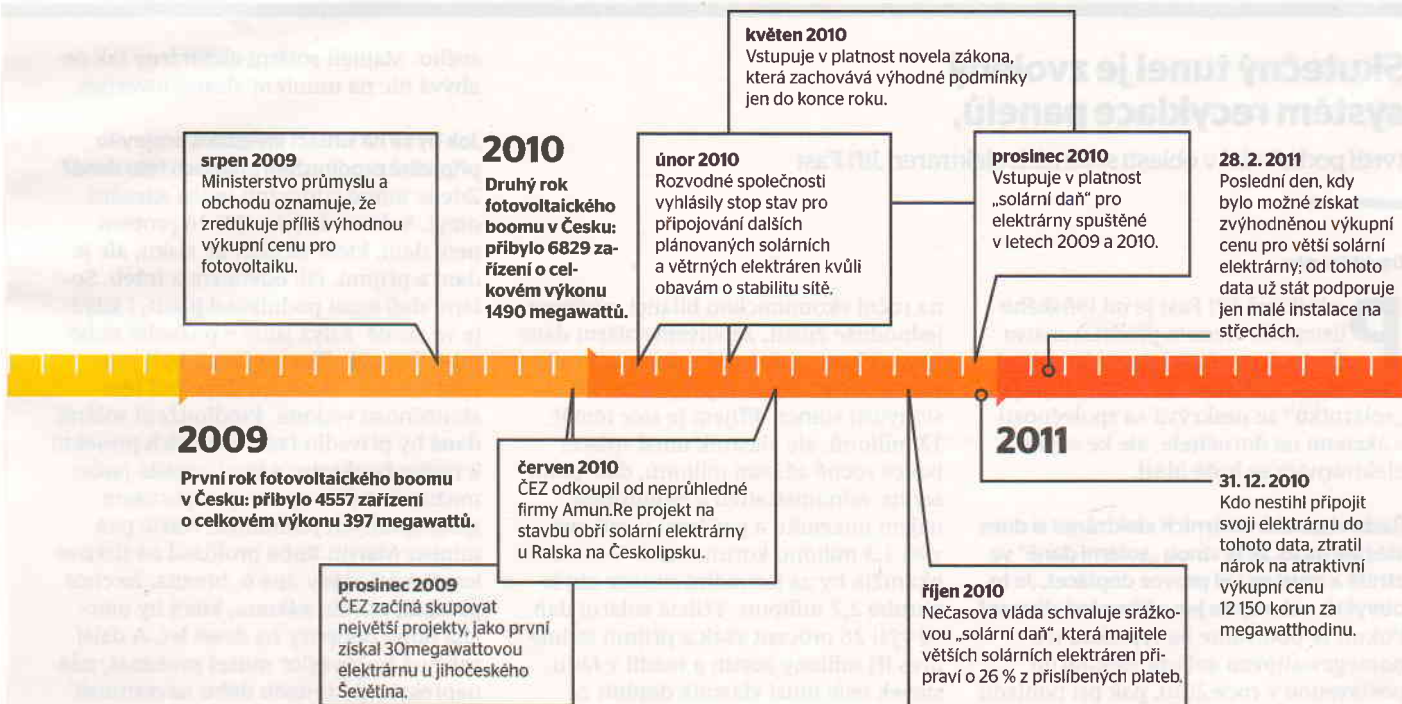 květen 2010
Vstupuje v platnost novela zákona,
která zachovává výhodné podmínky
jen do konce roku.
srpen 2009
Ministerstvo průmyslu a
obchodu oznamuje, že
zredukuje příliš výhodnou
výkupní cenu pro
fotovoltaiku.
2010
Druhý rok
fotovoltaického
boomu v Česku:
přibylo 6829 za-
řízení o cel-
kovém výkonu
1490 megawattů.
únor 2010
Rozvodné společnosti
vyhlásily stop stav pro
připojování dalších
plánovaných solárních
a větrných elektráren kvůli
obavám o stabilitu sítě.
prosinec 2010
Vstupuje v platnost
„solární daň“ pro
elektrárny spuštěné
v letech 2009 a 2010.
28. 2. 2011
Poslední den, kdy
bylo možné získat
zvýhodněnou výkupní
cenu pro větší solární
elektrárny; od tohoto
data už stát podporuje
jen malé instalace na
střechách.
2009
První rok fotovoltaického boomu
v Česku: přibylo 4557 zařízení
o celkovém výkonu 397 megawattů.
prosinec 2009
ČEZ začíná skupovat
největší projekty, jako první
získal 30megawattovou
elektrárnu u jihočeského
Ševětína.
červen 2010
ČEZ odkoupil od neprůhledné
firmy Amun.Re projekt na
stavbu obří solární elektrárny
u Ralska na Českolipsku.
říjen 2010
Nečasova vláda schvaluje srážko-
vou „solární daň“, která majitele
větších solárních elektráren při-
praví o 26 % z přislíbených plateb.
2011
31. 12. 2010
Kdo nestihl připojit
svoji elektrárnu do
tohoto data, ztratil
nárok na atraktivní
výkupní cenu
12 150 korun za
megawatthodinu.